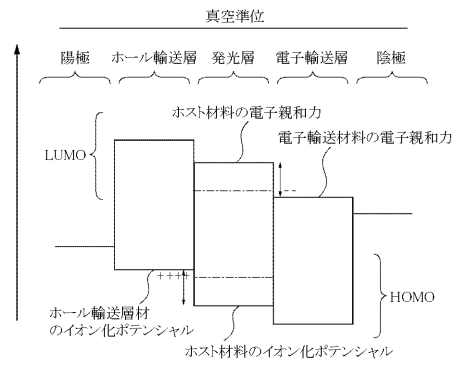 真空準位
陽極
ホール輸送層
発光層
電子輸送層
陰極
ホスト材料の電子親和力
電子輸送材料の電子親和力
LUMO
--
++++
HOMO
ホール輸送層材
のイオン化ポテンシャル
ホスト材料のイオン化ポテンシャル